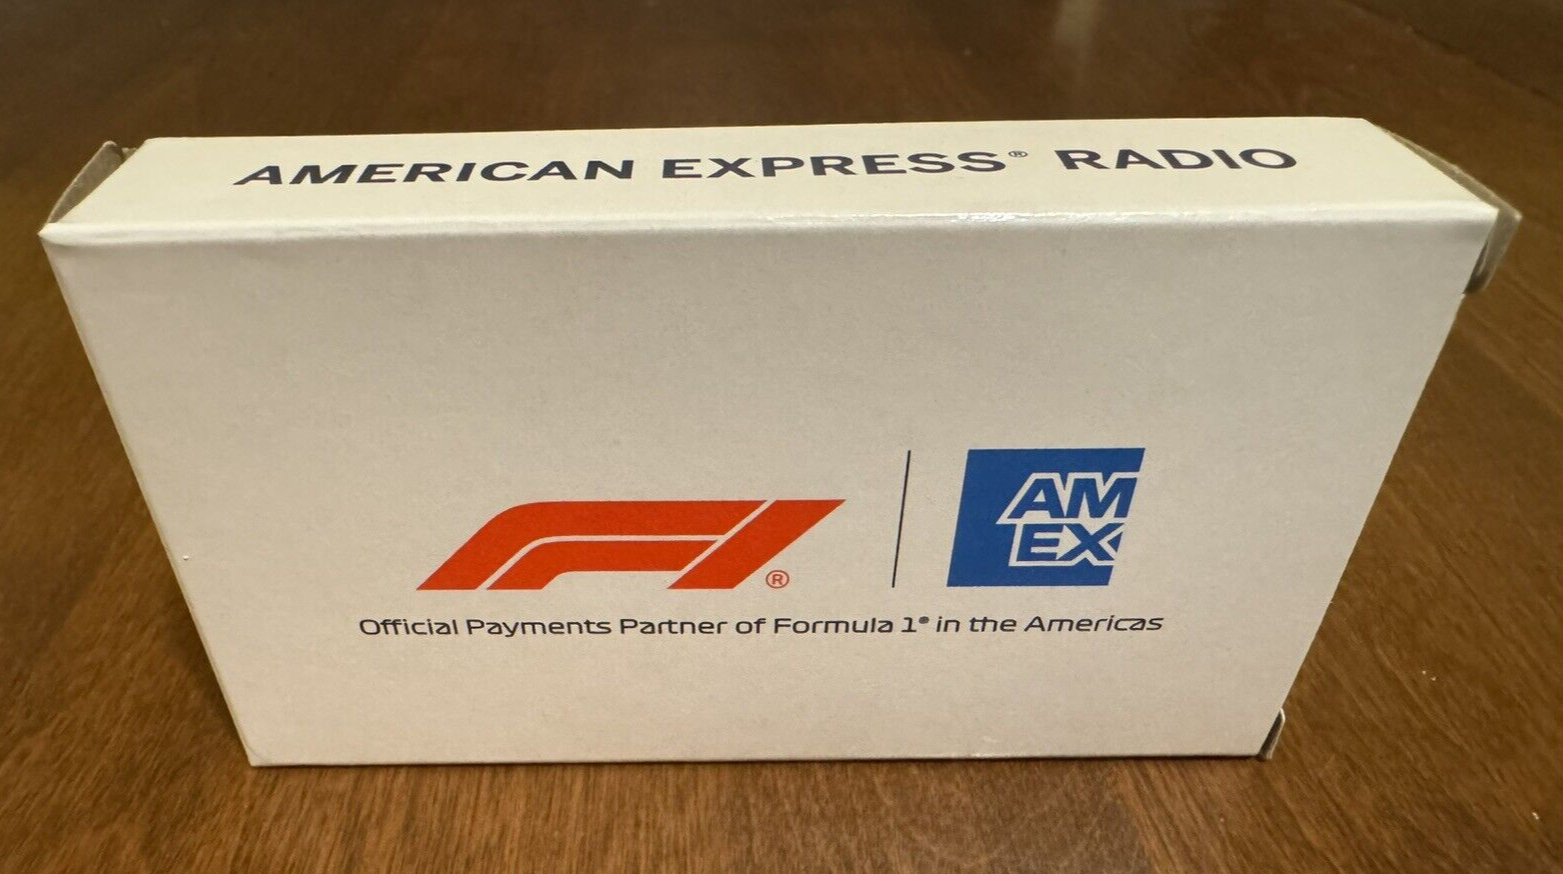 AMERICAN EXPRESS® RADIO
F1®
AM
EX
Official Payments Partner of Formula 1® in the Americas